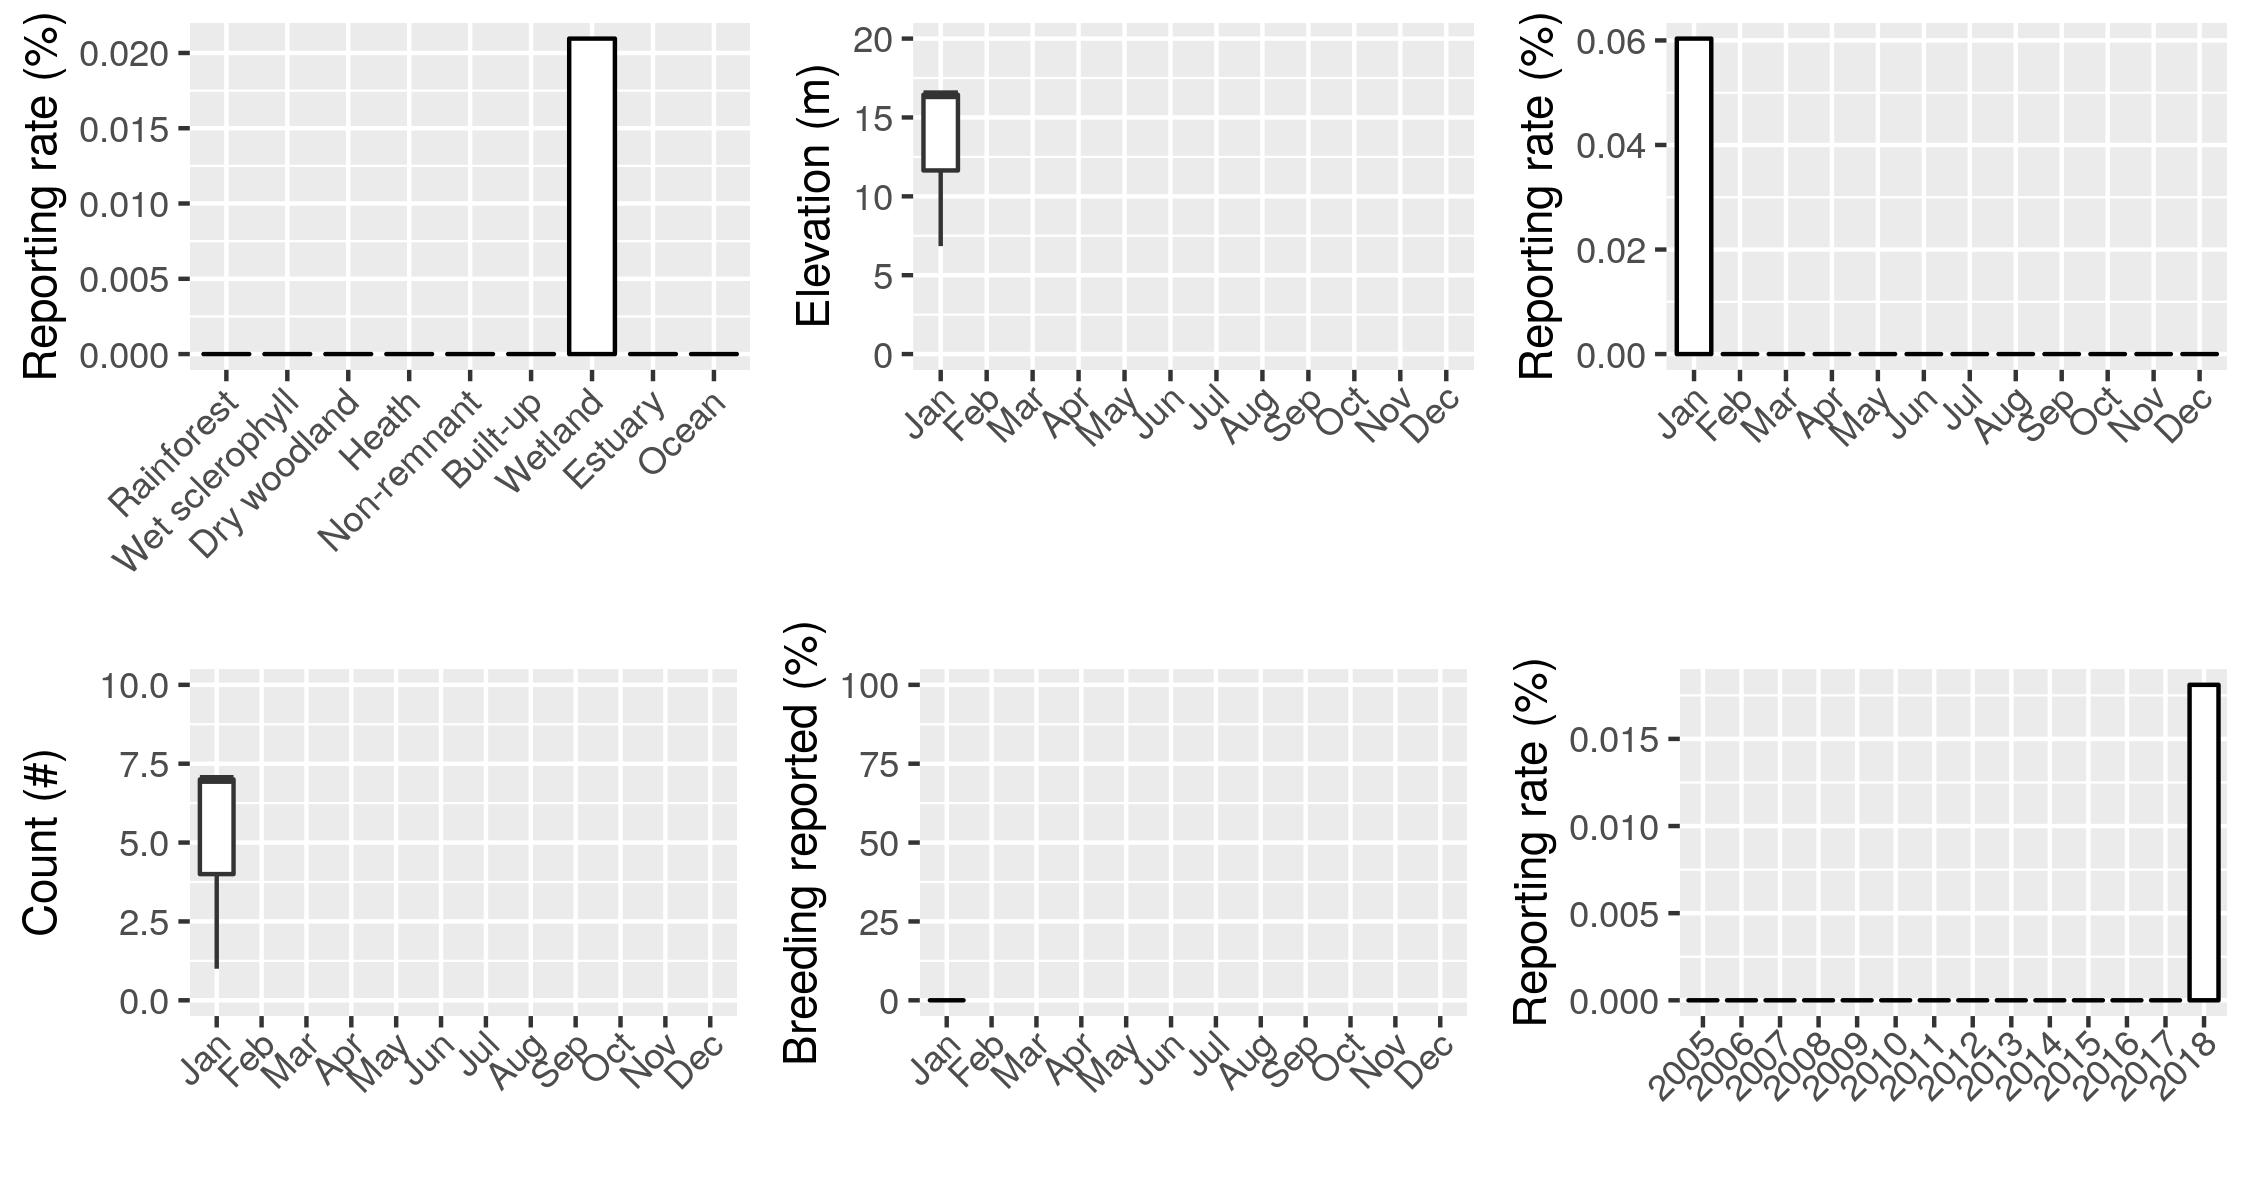 Reporting rate (%)
0.020
0.015
0.010
0.005
0.000
Rainforest
Wet sclerophyll
Dry woodland
Heath
Non-remnant
Built-up
Wetland
Estuary
Ocean
Elevation (m)
20
15
10
5
0
Jan
Feb
Mar
Apr
May
Jun
Jul
Aug
Sep
Oct
Nov
Dec
Reporting rate (%)
0.06
0.04
0.02
0.00
Jan
Feb
Mar
Apr
May
Jun
Jul
Aug
Sep
Oct
Nov
Dec
Count (#)
10.0
7.5
5.0
2.5
0.0
Jan
Feb
Mar
Apr
May
Jun
Jul
Aug
Sep
Oct
Nov
Dec
Breeding reported (%)
100
75
50
25
0
Jan
Feb
Mar
Apr
May
Jun
Jul
Aug
Sep
Oct
Nov
Dec
Reporting rate (%)
0.015
0.010
0.005
0.000
2005
2006
2007
2008
2009
2010
2011
2012
2013
2014
2015
2016
2017
2018